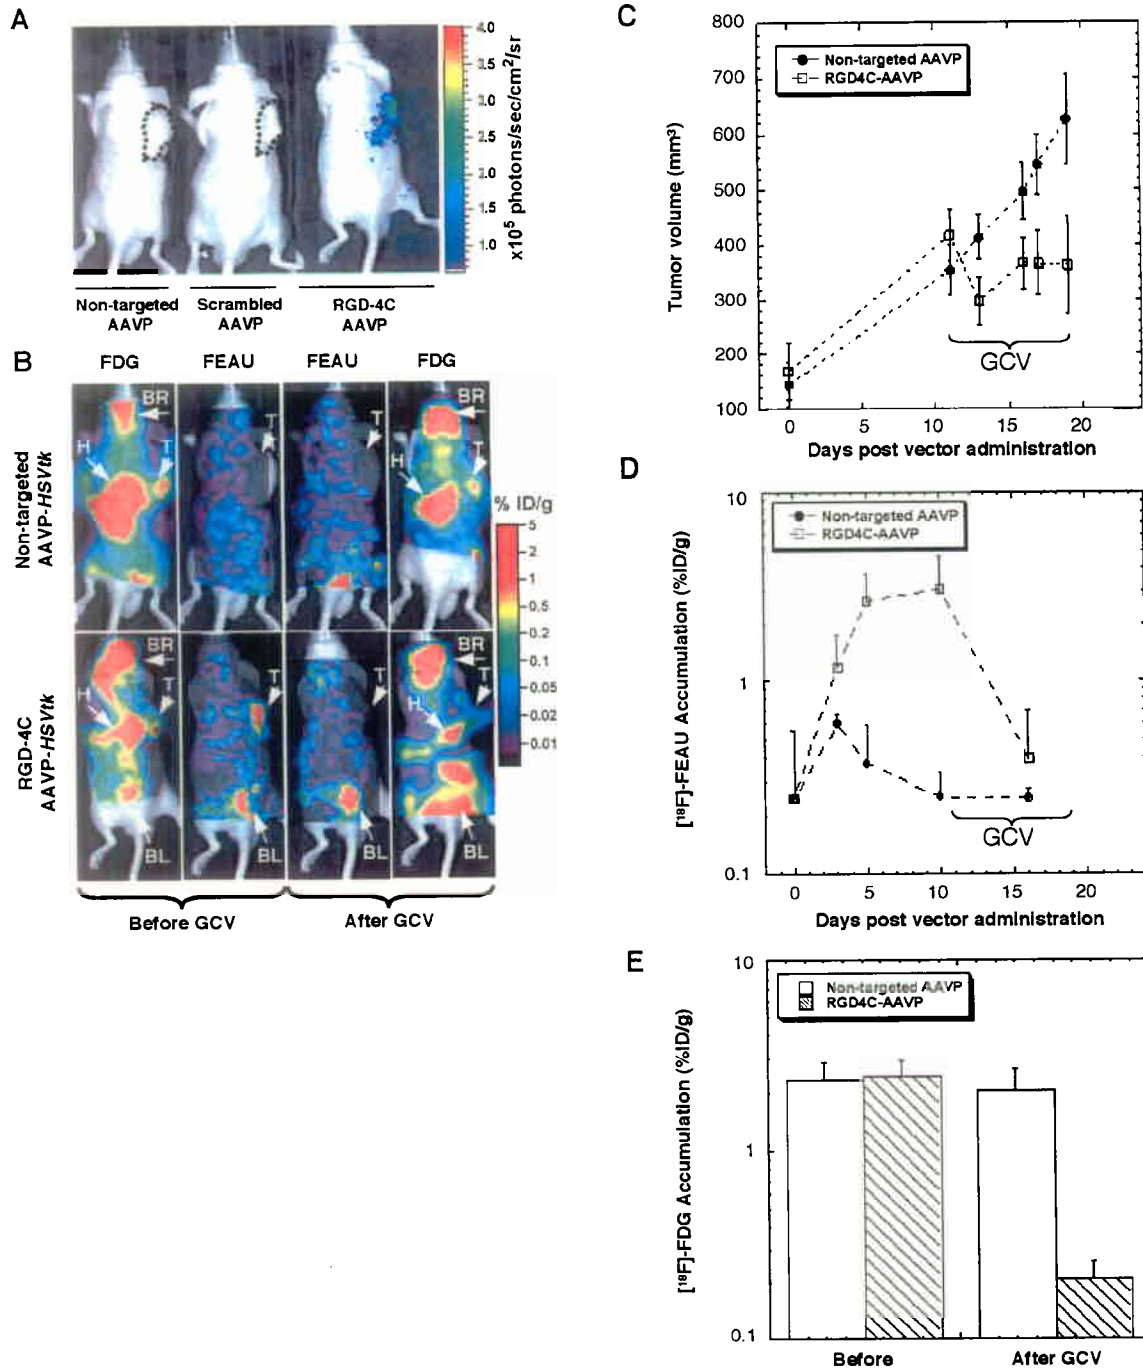 A
4.0
3.0
2.5
2.0
1.5
1.0
x10⁵ photons/sec/cm²/sr
Non-targeted AAVP
Scrambled AAVP
RGD-4C AAVP
B
FDG FEAU FEAU FDG
Non-targeted AAVP-HSVtk
BR T T BR
H T H T
RGD-4C AAVP-HSVtk
BR T T BR
H T H T
BL BL BL BL
% ID/g
5
2
1
0.5
0.2
0.1
0.05
0.02
0.01
Before GCV After GCV
C
Non-targeted AAVP
RGD4C-AAVP
Tumor volume (mm³)
800
700
600
500
400
300
200
100
GCV
0 5 10 15 20
Days post vector administration
D
Non-targeted AAVP
RGD4C-AAVP
[¹⁸F]-FEAU Accumulation (%ID/g)
10
1
0.1
GCV
0 5 10 15 20
Days post vector administration
E
Non-targeted AAVP
RGD4C-AAVP
[¹⁸F]-FDG Accumulation (%ID/g)
10
1
0.1
Before After GCV